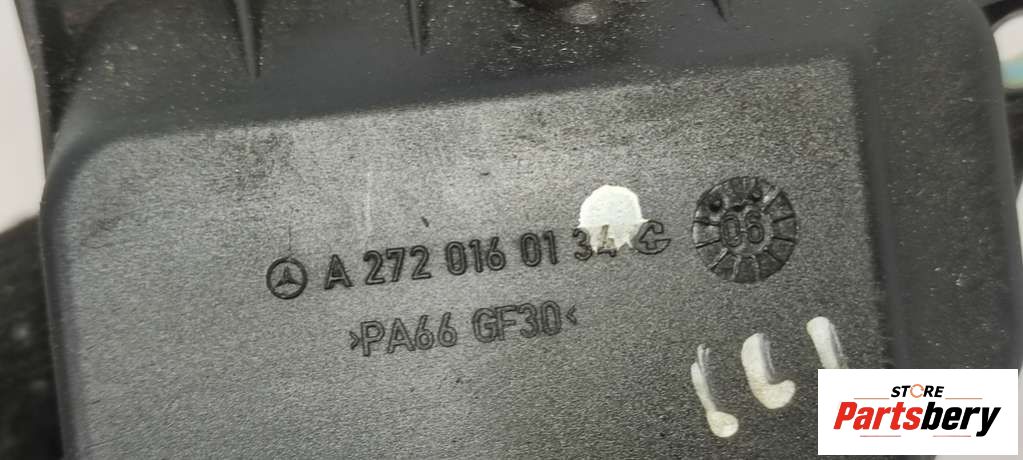 A 272 016 01 34
06
>PA66 GF30<
STORE
Partsbery